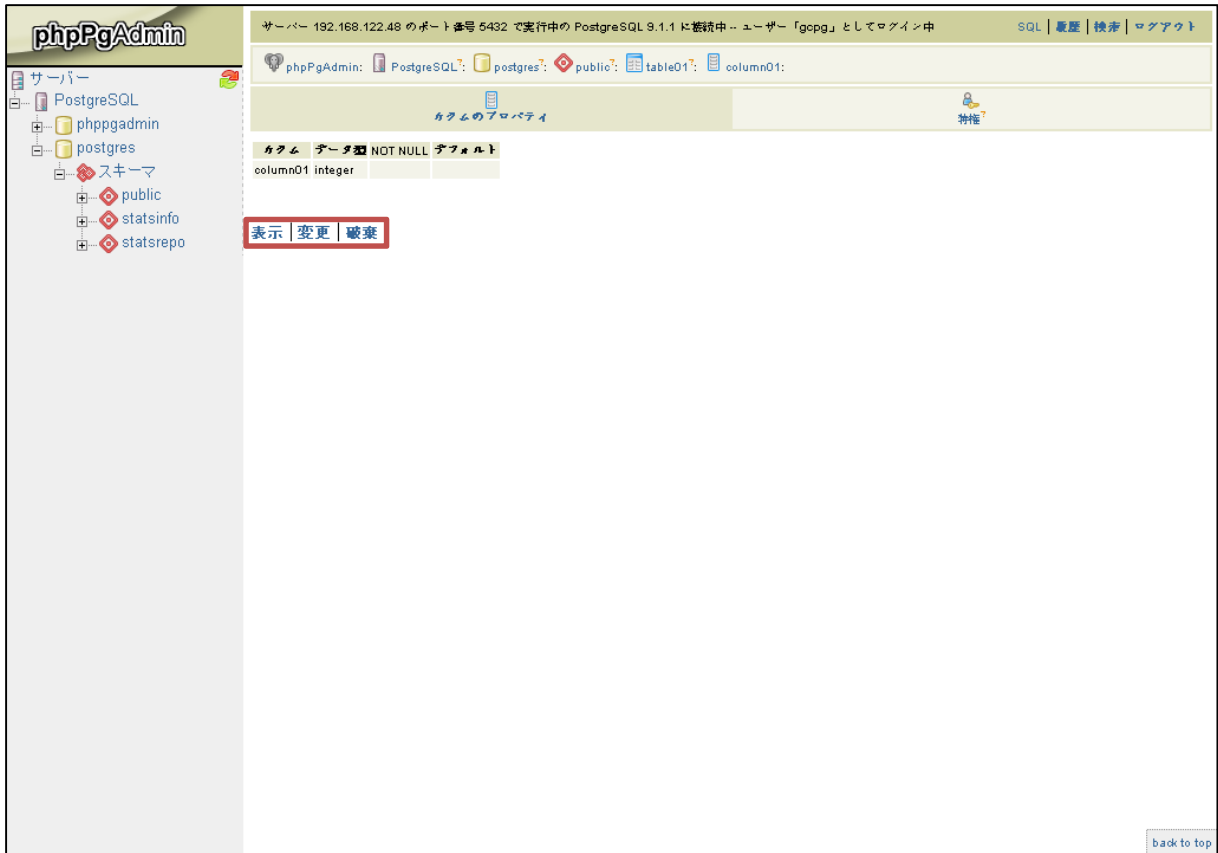 phpPgAdmin
サーバー 192.168.122.48 のポート番号 5432 で実行中の PostgreSQL 9.1.1 に接続中 -- ユーザー「gopg」としてログイン中
SQL | 履歴 | 検索 | ログアウト
phpPgAdmin: PostgreSQL?: postgres?: public?: table01?: column01:
サーバー
PostgreSQL
phppgadmin
postgres
スキーマ
public
statsinfo
statsrepo
カラムのプロパティ
特権?
カラム データ型 NOT NULL デフォルト
column01 integer
表示 | 変更 | 破棄
back to top